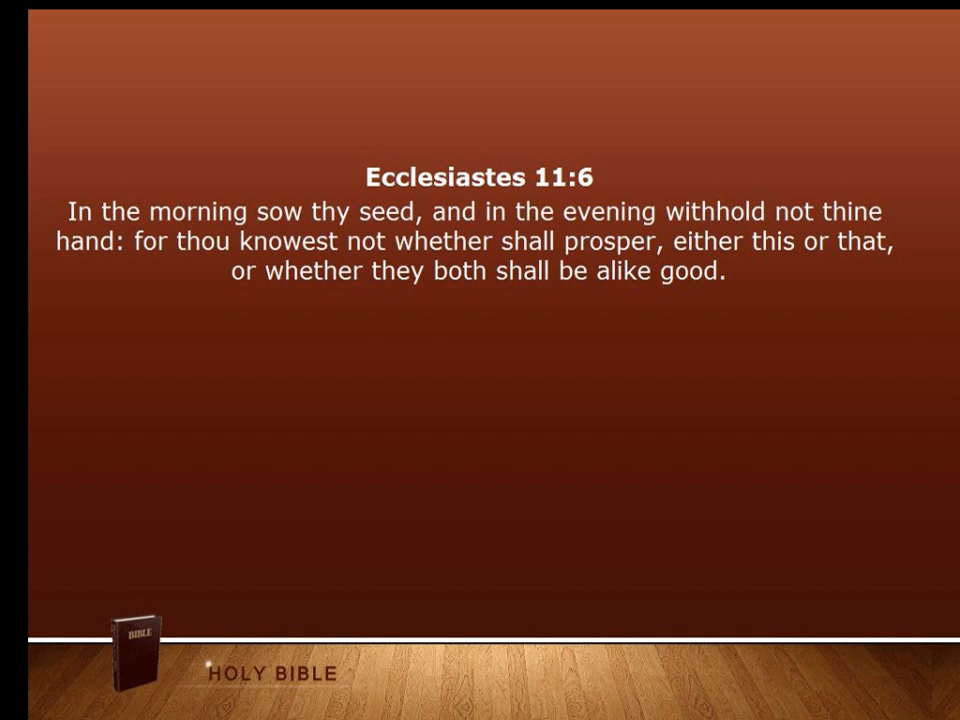 Ecclesiastes 11:6
In the morning sow thy seed, and in the evening withhold not thine
hand: for thou knowest not whether shall prosper, either this or that,
or whether they both shall be alike good.
BIBLE
HOLY BIBLE